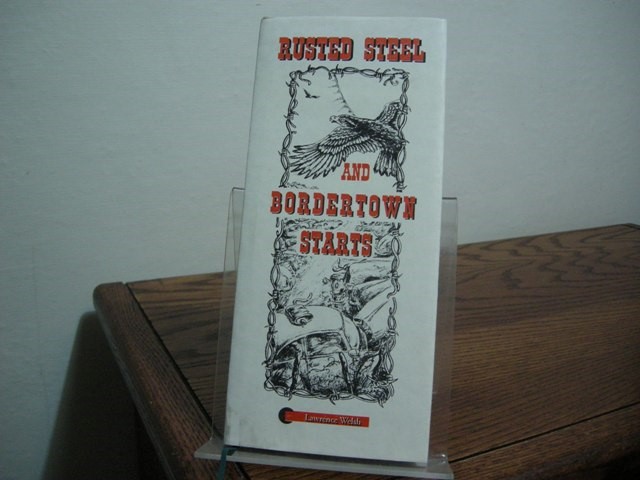 RUSTED STEEL
AND
BORDERTOWN
STARTS
Lawrence Welsh